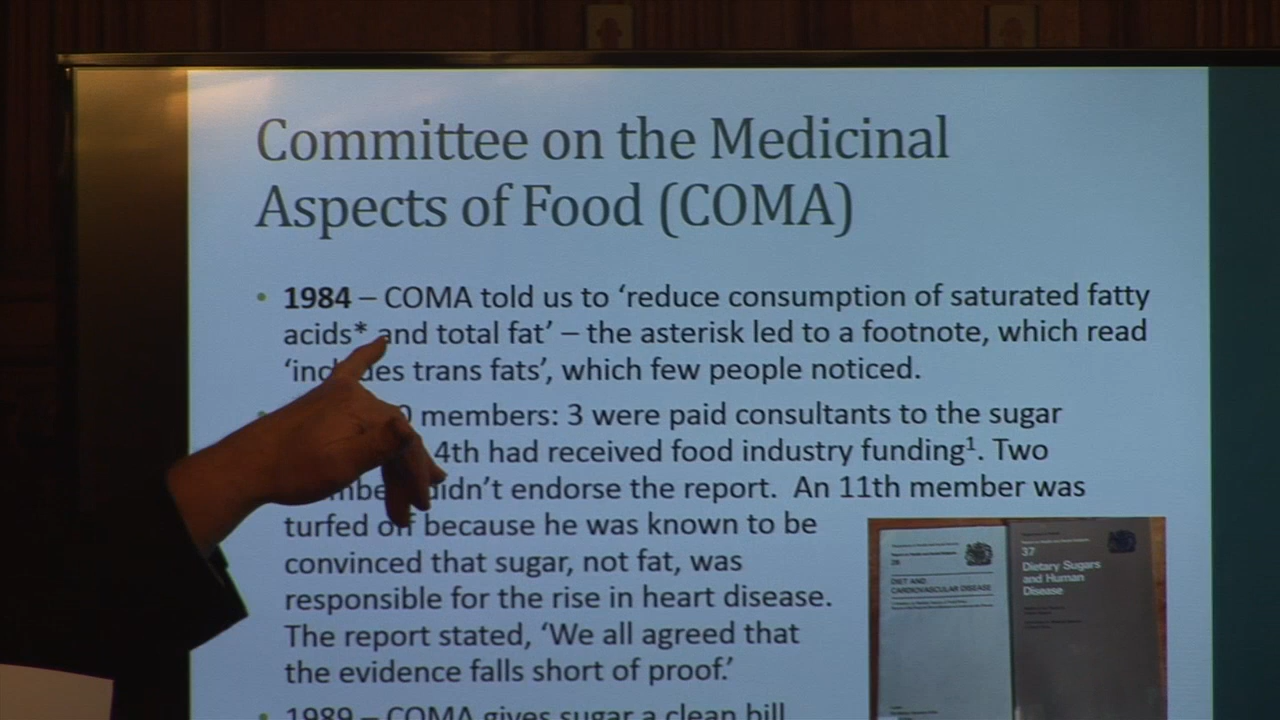 Committee on the Medicinal
Aspects of Food (COMA)
• 1984 – COMA told us to ‘reduce consumption of saturated fatty
acids* and total fat’ – the asterisk led to a footnote, which read
‘includes trans fats’, which few people noticed.
members: 3 were paid consultants to the sugar
4th had received food industry funding¹. Two
didn’t endorse the report. An 11th member was
turfed off because he was known to be
convinced that sugar, not fat, was
responsible for the rise in heart disease.
The report stated, ‘We all agreed that
the evidence falls short of proof.’
• 1989 – COMA gives sugar a clean bill
DIET AND
CARDIOVASCULAR DISEASE
37
Dietary Sugars
and Human
Disease